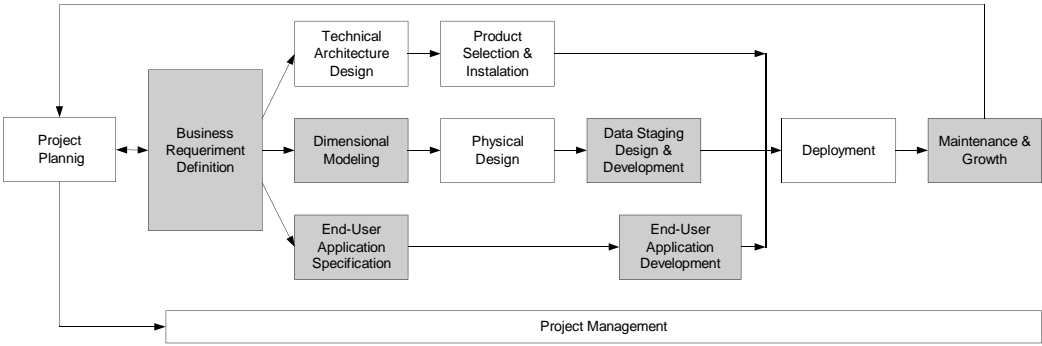 Project
Plannig
Business
Requeriment
Definition
Technical
Architecture
Design
Product
Selection &
Instalation
Dimensional
Modeling
Physical
Design
Data Staging
Design &
Development
End-User
Application
Specification
End-User
Application
Development
Deployment
Maintenance &
Growth
Project Management